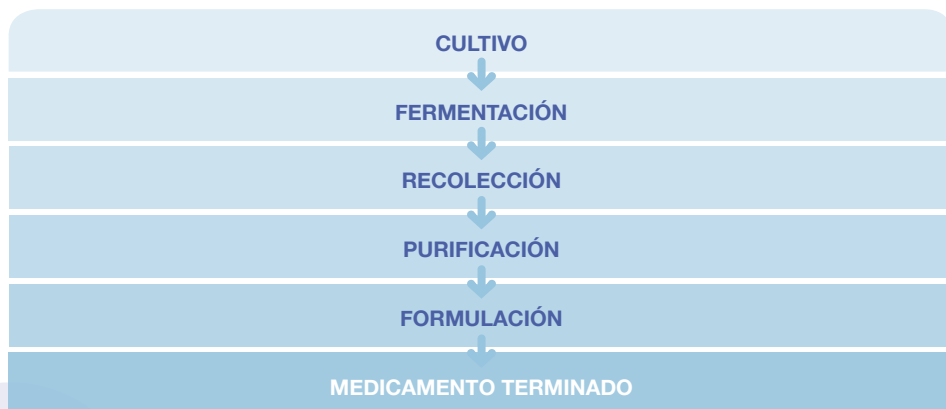 CULTIVO
FERMENTACIÓN
RECOLECCIÓN
PURIFICACIÓN
FORMULACIÓN
MEDICAMENTO TERMINADO